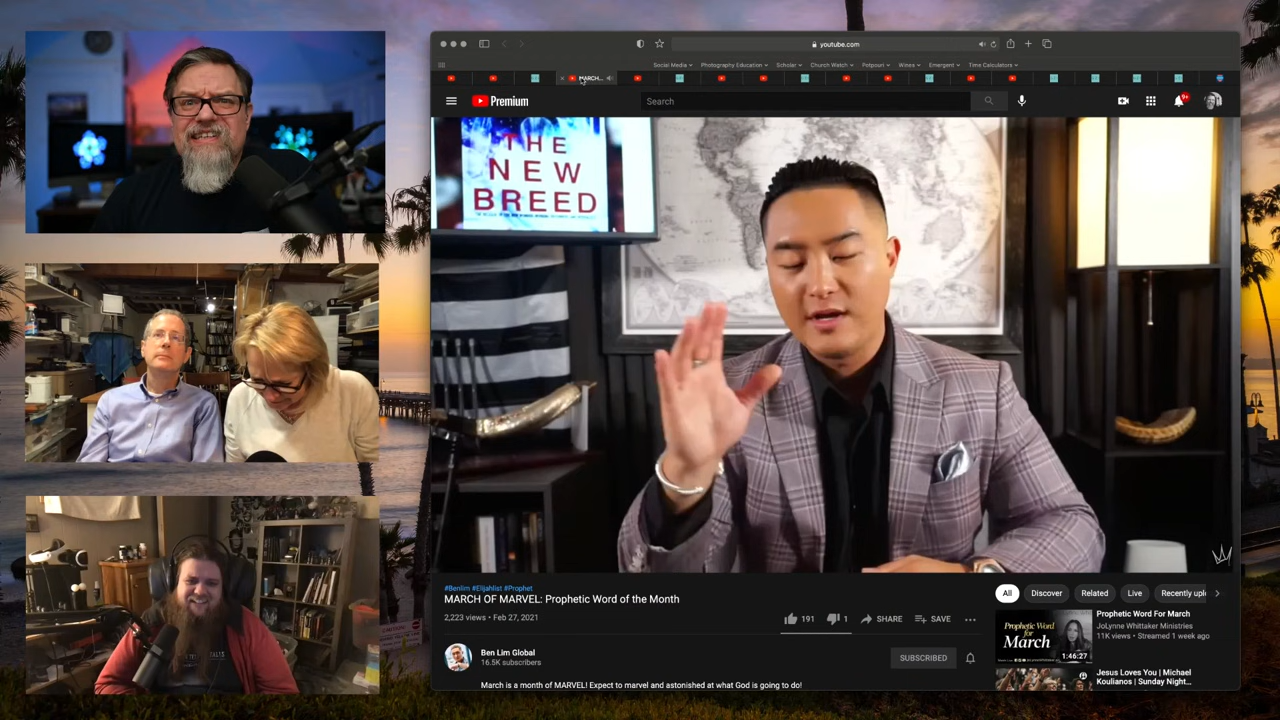 youtube.com
Social Media
Photography Education
Scholar
Church Watch
Potpouri
Wines
Emergent
Time Calculators
MARCH...
Premium
Search
9+
THE
NEW
BREED
#Benlim #Elijahlist #Prophet
MARCH OF MARVEL: Prophetic Word of the Month
2,223 views • Feb 27, 2021
191
1
SHARE
SAVE
Ben Lim Global
16.5K subscribers
SUBSCRIBED
March is a month of MARVEL! Expect to marvel and astonished at what God is going to do!
All
Discover
Related
Live
Recently uplo
Prophetic
Word for
March
1:46:27
Prophetic Word For March
JoLynne Whittaker Ministries
11K views • Streamed 1 week ago
Jesus Loves You | Michael
Koulianos | Sunday Night...